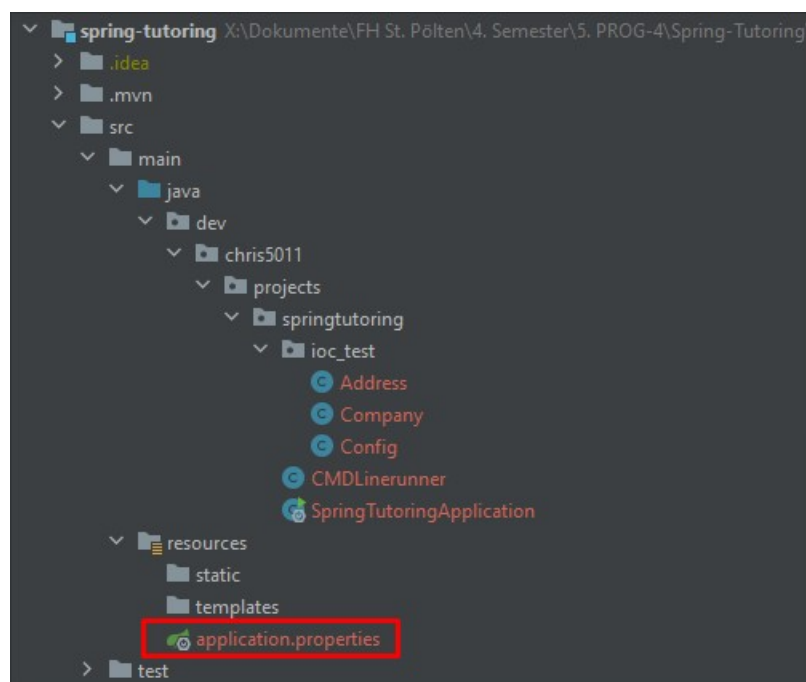 spring-tutoring X:\Dokumente\FH St. Pölten\4. Semester\5. PROG-4\Spring-Tutoring
.idea
.mvn
src
main
java
dev
chris5011
projects
springtutoring
ioc_test
Address
Company
Config
CMDLinerunner
SpringTutoringApplication
resources
static
templates
application.properties
test